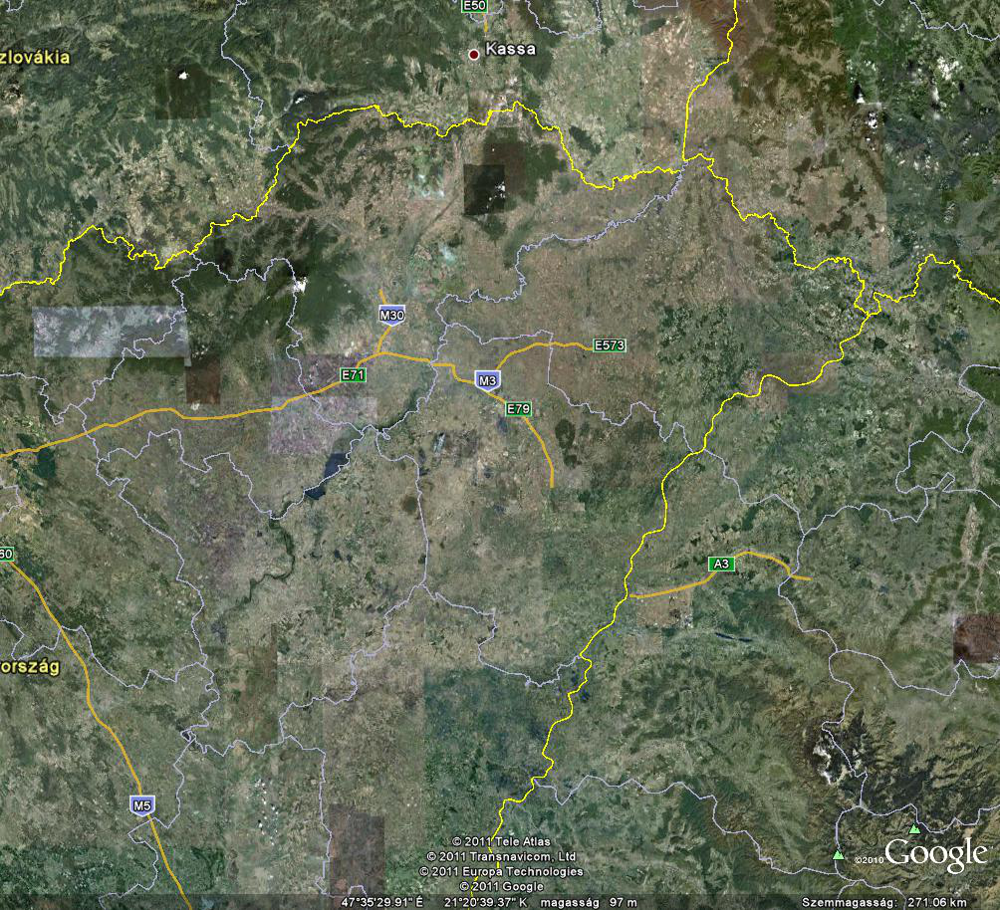 E50
Kassa
zlovákia
M30
E573
E71
M3
E79
60
A3
ország
M5
© 2011 Tele Atlas
© 2011 Transnavicom, Ltd
© 2011 Europa Technologies
© 2011 Google
©2010 Google
47°35'29.91" É 21°20'39.37" K magasság 97 m Szemmagasság: 271.06 km